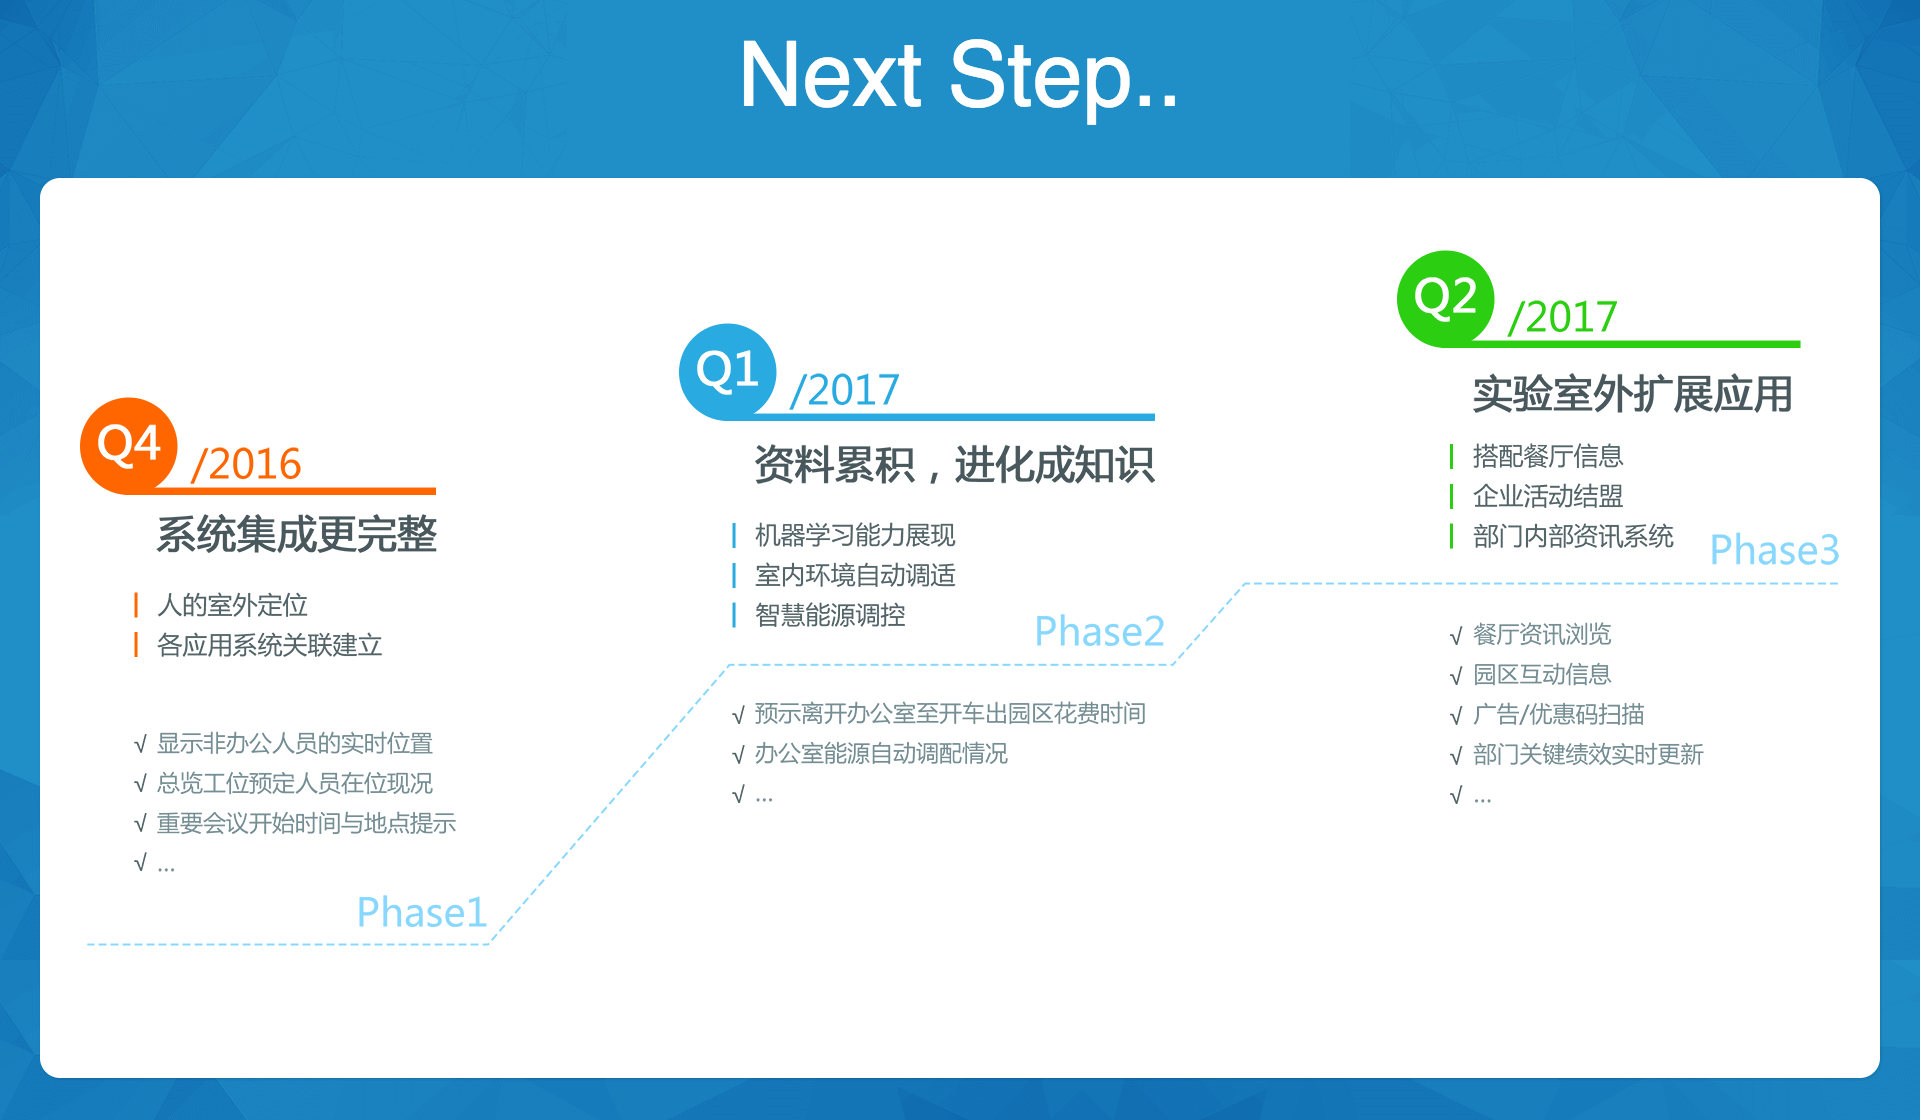 Next Step..
Q4 /2016
系统集成更完整
人的室外定位
各应用系统关联建立
√ 显示非办公人员的实时位置
√ 总览工位预定人员在位现况
√ 重要会议开始时间与地点提示
√ ...
Phase1
Q1 /2017
资料累积，进化成知识
机器学习能力展现
室内环境自动调适
智慧能源调控
Phase2
√ 预示离开办公室至开车出园区花费时间
√ 办公室能源自动调配情况
√ ...
Q2 /2017
实验室外扩展应用
搭配餐厅信息
企业活动结盟
部门内部资讯系统
Phase3
√ 餐厅资讯浏览
√ 园区互动信息
√ 广告/优惠码扫描
√ 部门关键绩效实时更新
√ ...